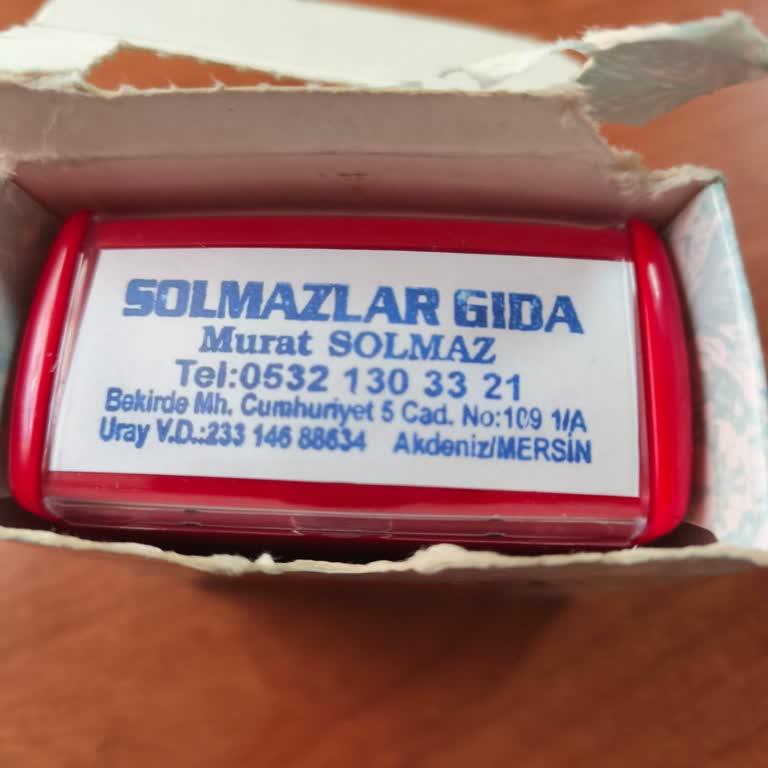 SOLMAZLAR GIDA
Murat SOLMAZ
Tel:0532 130 33 21
Bekirde Mh. Cumhuriyet 5 Cad. No:109 1/A
Uray V.D.:233 146 88634 Akdeniz/MERSİN